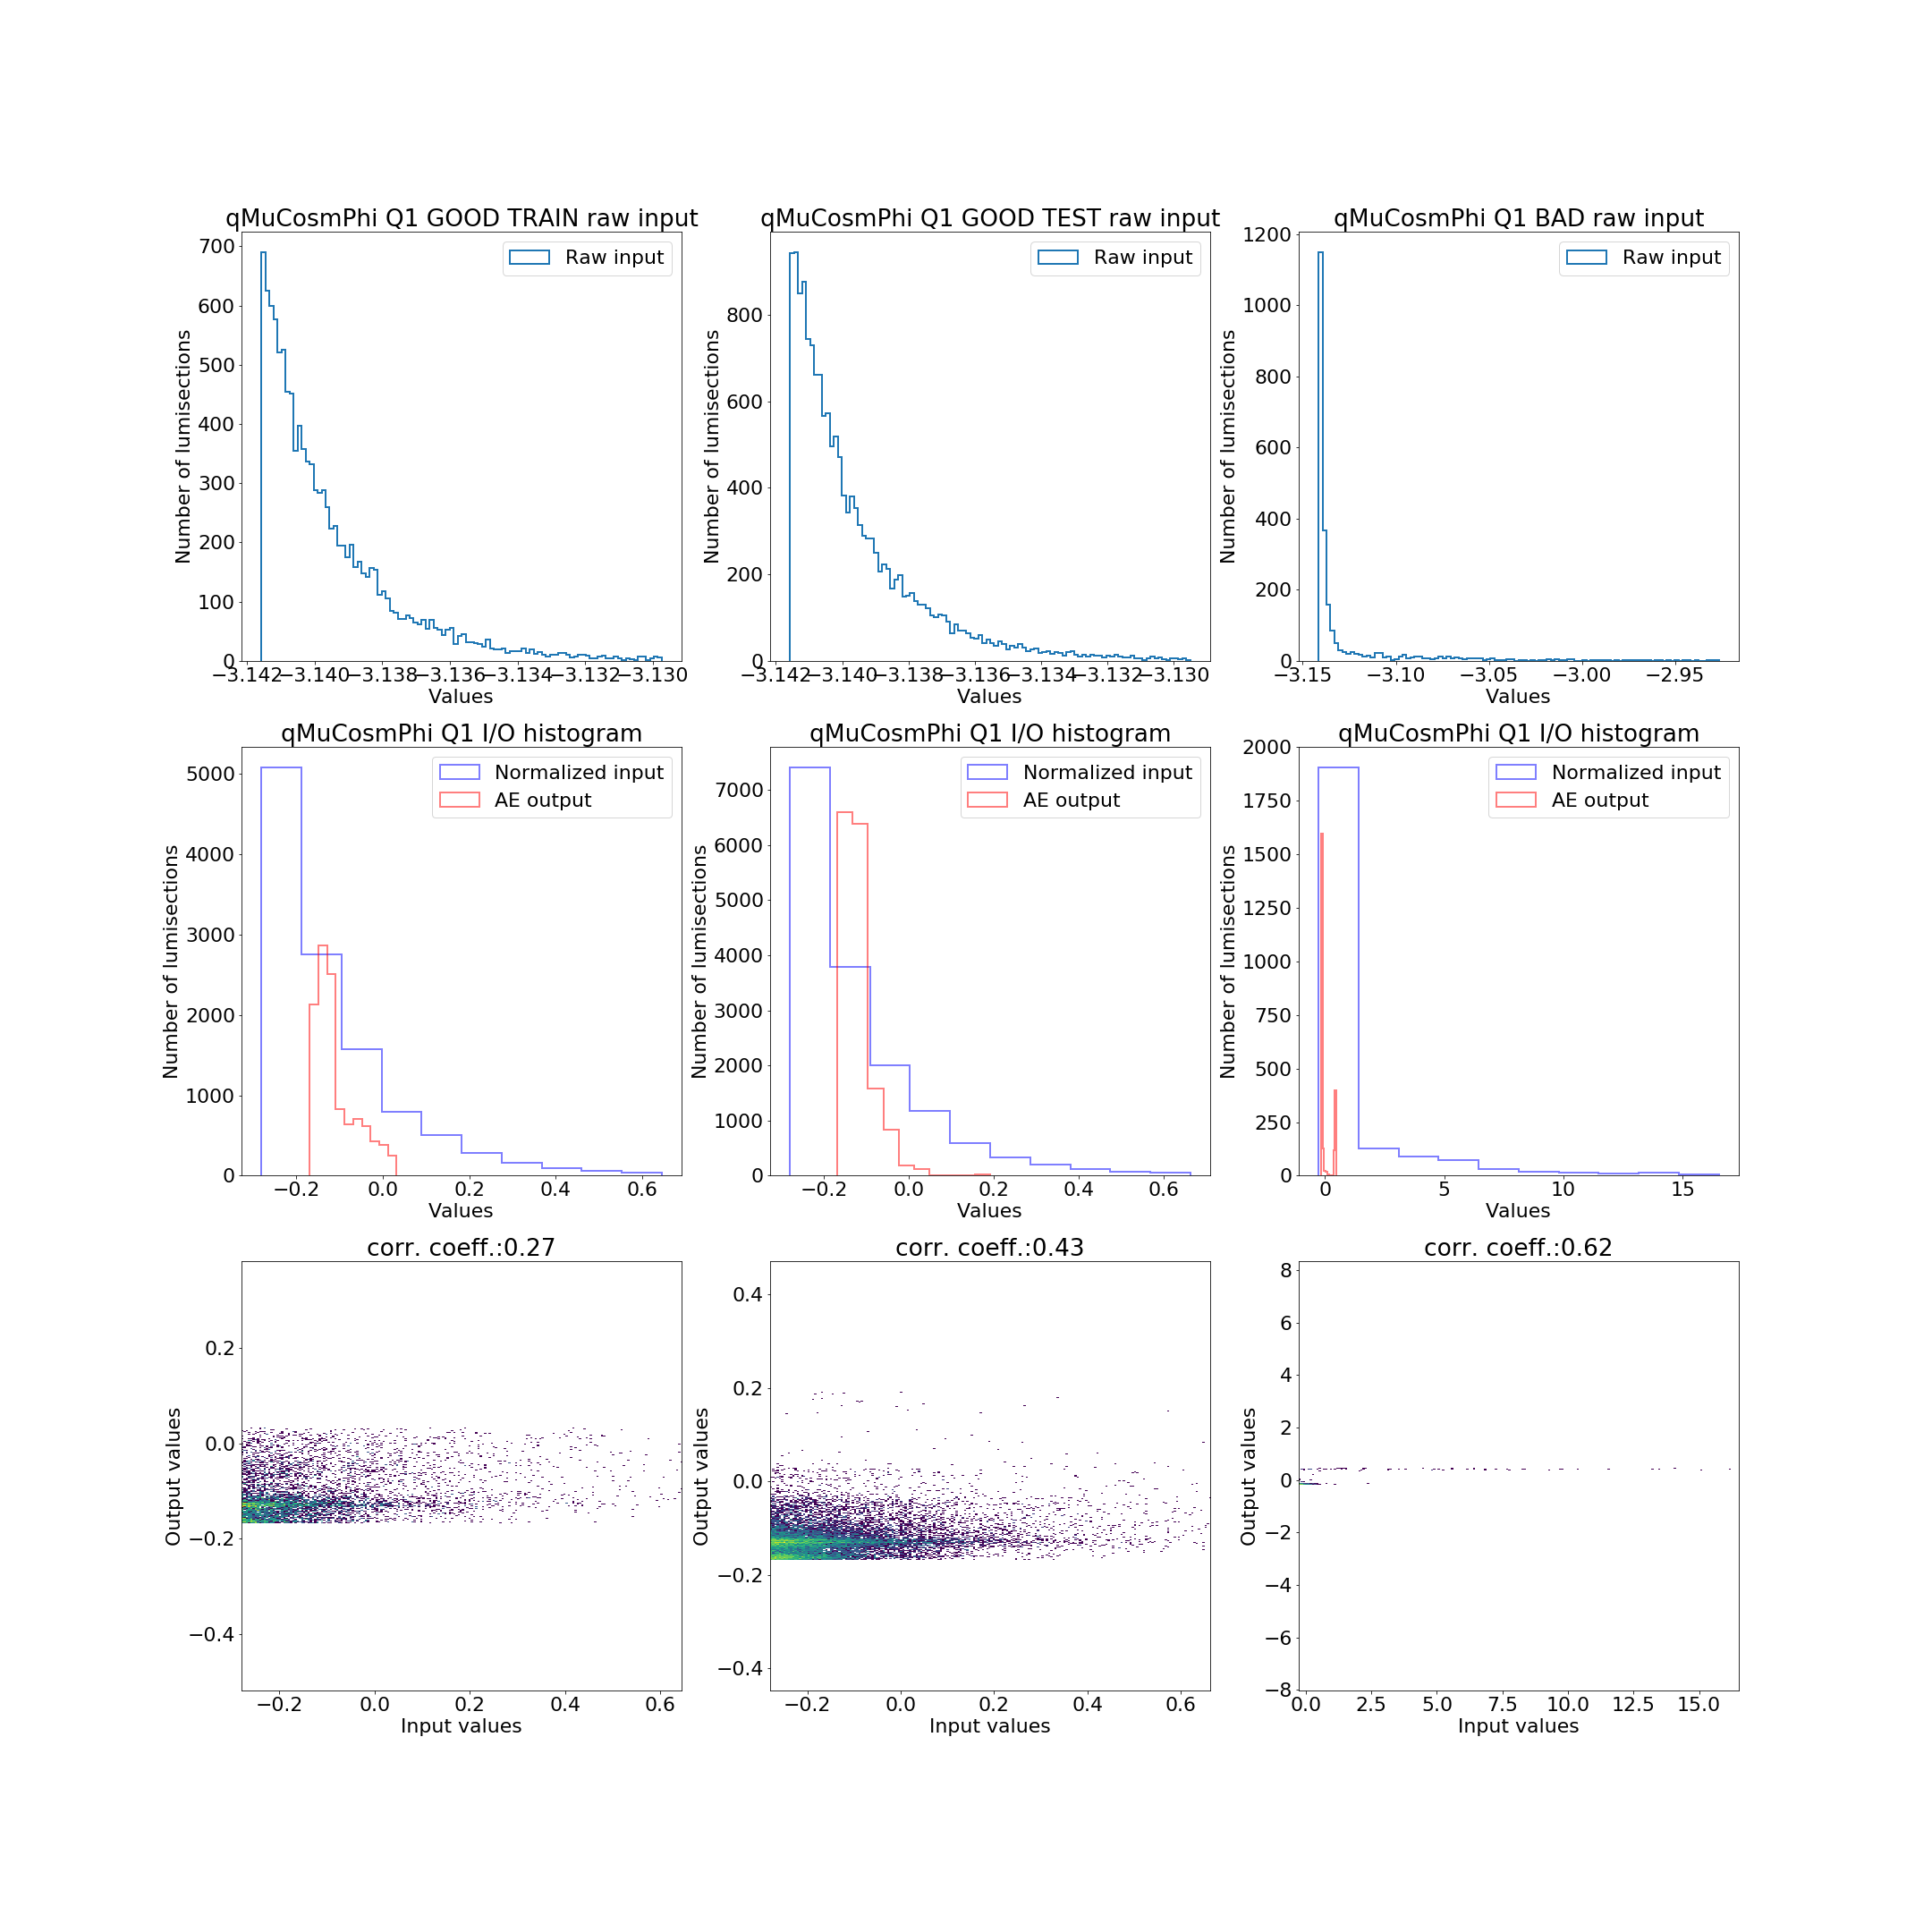 qMuCosmPhi Q1 GOOD TRAIN raw input
700
600
500
400
300
200
100
0
Number of lumisections
Raw input
−3.142 −3.140 −3.138 −3.136 −3.134 −3.132 −3.130
Values
qMuCosmPhi Q1 GOOD TEST raw input
800
600
400
200
0
Number of lumisections
Raw input
−3.142 −3.140 −3.138 −3.136 −3.134 −3.132 −3.130
Values
qMuCosmPhi Q1 BAD raw input
1200
1000
800
600
400
200
0
Number of lumisections
Raw input
−3.15 −3.10 −3.05 −3.00 −2.95
Values
qMuCosmPhi Q1 I/O histogram
5000
4000
3000
2000
1000
0
Number of lumisections
Normalized input
AE output
−0.2 0.0 0.2 0.4 0.6
Values
qMuCosmPhi Q1 I/O histogram
7000
6000
5000
4000
3000
2000
1000
0
Number of lumisections
Normalized input
AE output
−0.2 0.0 0.2 0.4 0.6
Values
qMuCosmPhi Q1 I/O histogram
2000
1750
1500
1250
1000
750
500
250
0
Number of lumisections
Normalized input
AE output
0 5 10 15
Values
corr. coeff.:0.27
0.2
0.0
−0.2
−0.4
Output values
−0.2 0.0 0.2 0.4 0.6
Input values
corr. coeff.:0.43
0.4
0.2
0.0
−0.2
−0.4
Output values
−0.2 0.0 0.2 0.4 0.6
Input values
corr. coeff.:0.62
8
6
4
2
0
−2
−4
−6
−8
Output values
0.0 2.5 5.0 7.5 10.0 12.5 15.0
Input values